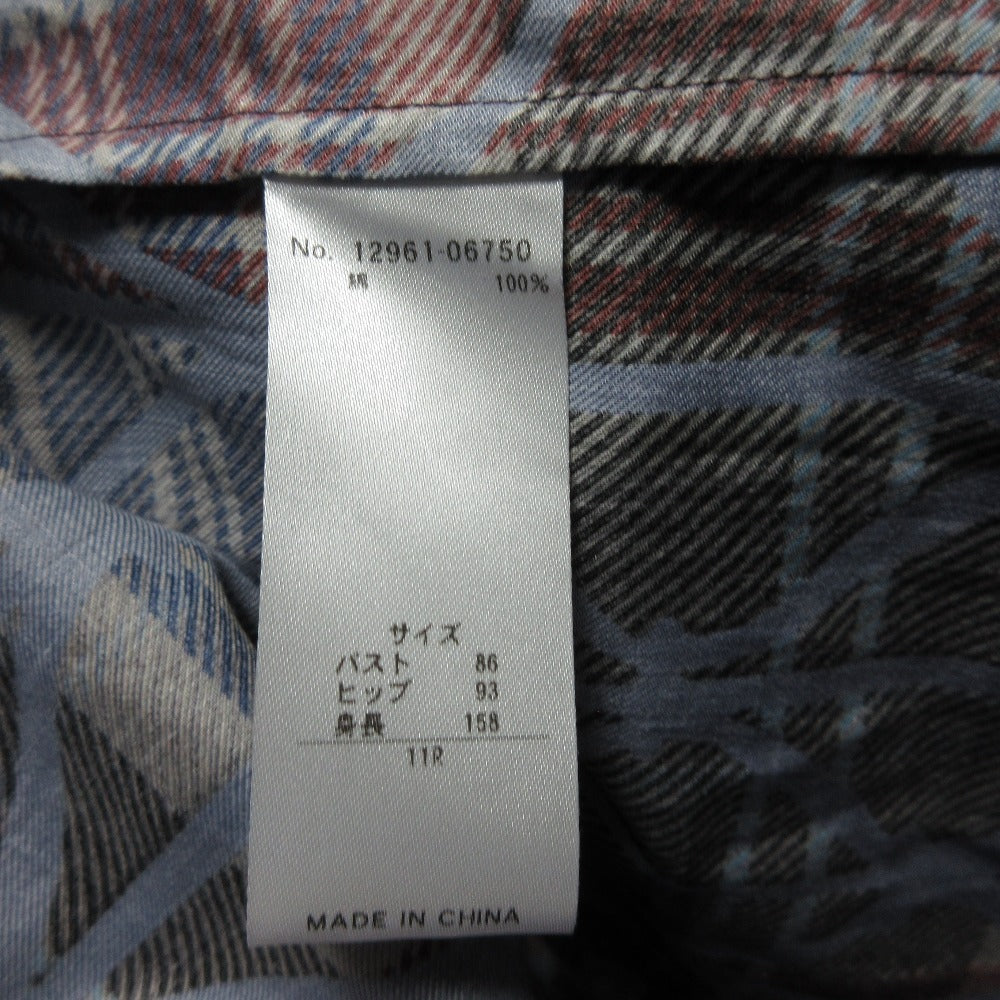 No. 12961-06750
綿 100%
サイズ
バスト 86
ヒップ 93
身長 158
11R
MADE IN CHINA